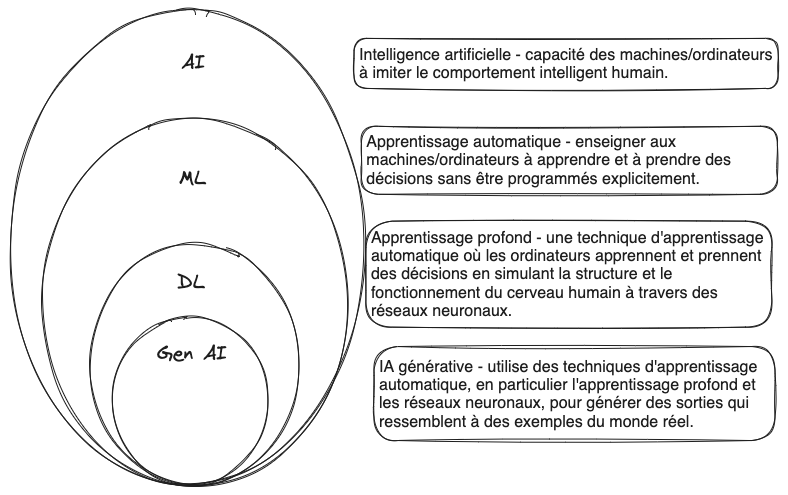 AI
Intelligence artificielle - capacité des machines/ordinateurs
à imiter le comportement intelligent humain.
ML
Apprentissage automatique - enseigner aux
machines/ordinateurs à apprendre et à prendre des
décisions sans être programmés explicitement.
DL
Apprentissage profond - une technique d'apprentissage
automatique où les ordinateurs apprennent et prennent
des décisions en simulant la structure et le
fonctionnement du cerveau humain à travers des
réseaux neuronaux.
Gen AI
IA générative - utilise des techniques d'apprentissage
automatique, en particulier l'apprentissage profond et
les réseaux neuronaux, pour générer des sorties qui
ressemblent à des exemples du monde réel.